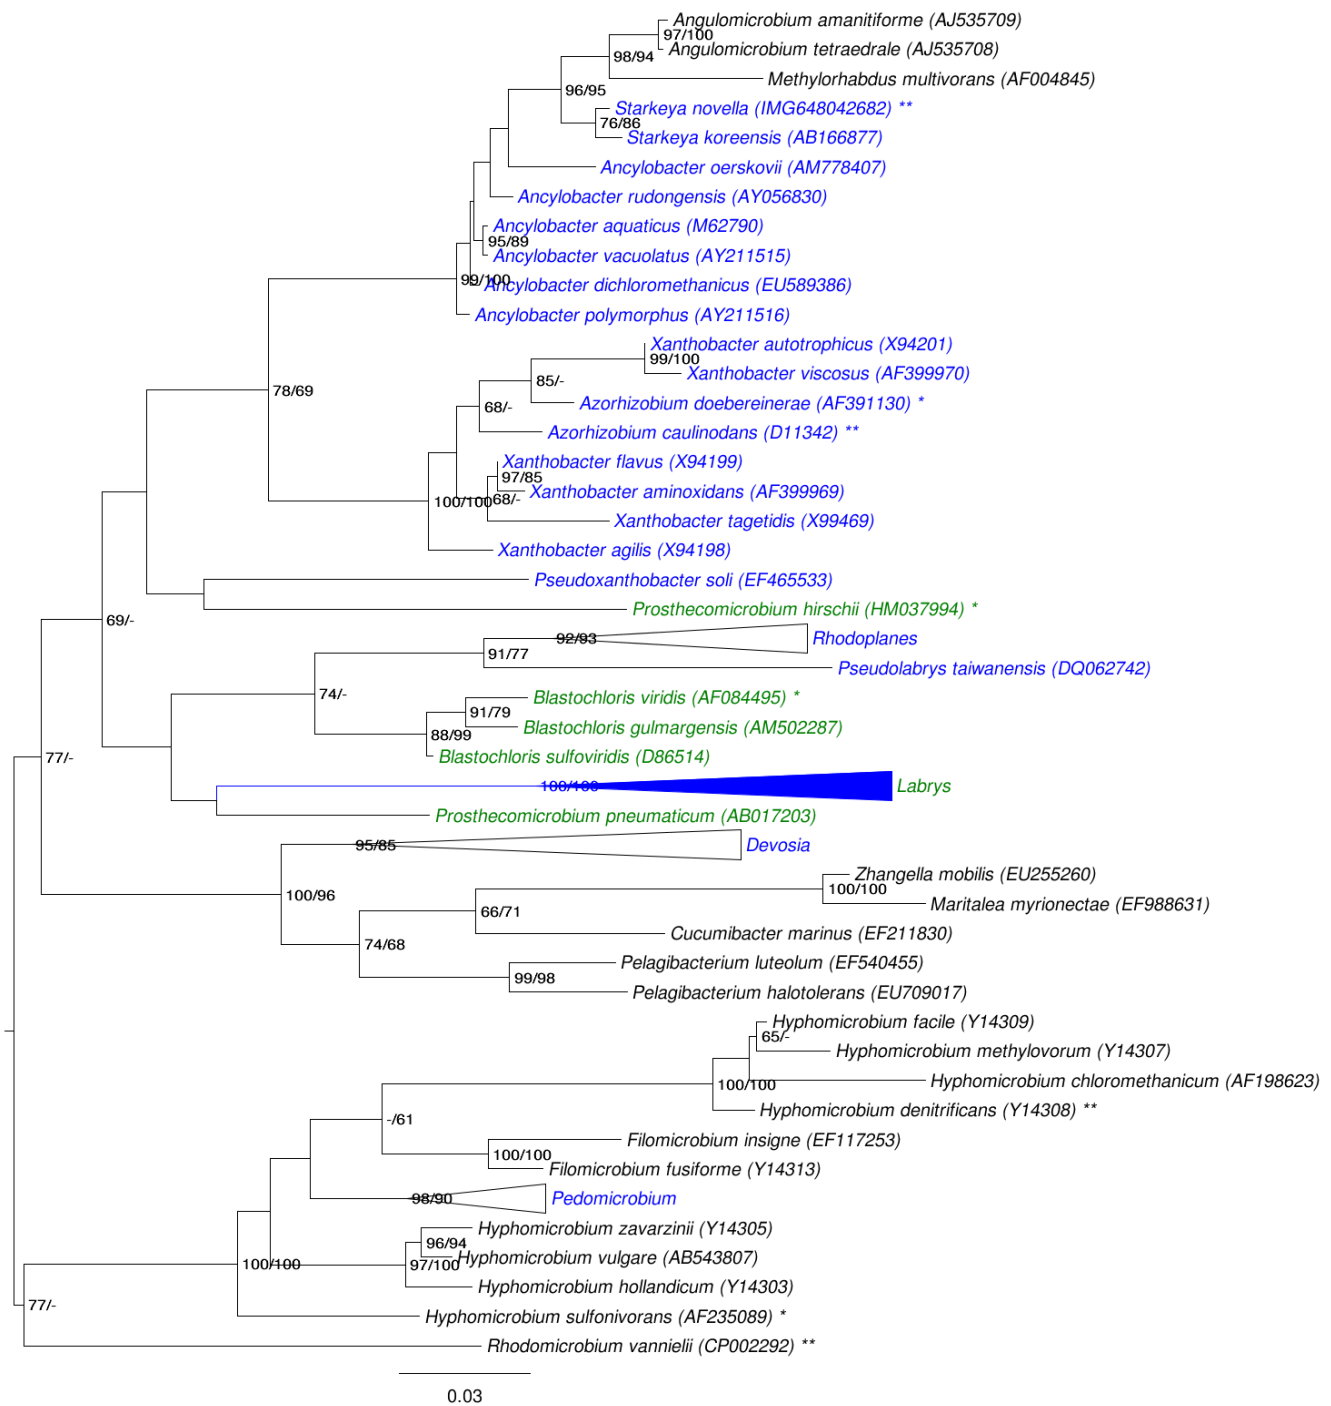 Angulomicrobium amanitiforme (AJ535709)
97/100
Angulomicrobium tetraedrale (AJ535708)
98/94
Methylorhabdus multivorans (AF004845)
96/95
Starkeya novella (IMG648042682) **
76/86
Starkeya koreensis (AB166877)
Ancylobacter oerskovii (AM778407)
Ancylobacter rudongensis (AY056830)
Ancylobacter aquaticus (M62790)
95/89
Ancylobacter vacuolatus (AY211515)
99/100
Ancylobacter dichloromethanicus (EU589386)
Ancylobacter polymorphus (AY211516)
Xanthobacter autotrophicus (X94201)
99/100
Xanthobacter viscosus (AF399970)
85/-
78/69
Azorhizobium doebereinerae (AF391130) *
68/-
Azorhizobium caulinodans (D11342) **
Xanthobacter flavus (X94199)
97/85
Xanthobacter aminoxidans (AF399969)
100/100
68/-
Xanthobacter tagetidis (X99469)
Xanthobacter agilis (X94198)
Pseudoxanthobacter soli (EF465533)
Prosthecomicrobium hirschii (HM037994) *
69/-
92/93
Rhodoplanes
91/77
Pseudolabrys taiwanensis (DQ062742)
74/-
Blastochloris viridis (AF084495) *
91/79
Blastochloris gulmargensis (AM502287)
88/99
Blastochloris sulfoviridis (D86514)
77/-
100/100
Labrys
Prosthecomicrobium pneumaticum (AB017203)
95/85
Devosia
Zhangella mobilis (EU255260)
100/100
100/96
Maritalea myrionectae (EF988631)
66/71
Cucumibacter marinus (EF211830)
74/68
Pelagibacterium luteolum (EF540455)
99/98
Pelagibacterium halotolerans (EU709017)
Hyphomicrobium facile (Y14309)
65/-
Hyphomicrobium methylovorum (Y14307)
100/100
Hyphomicrobium chloromethanicum (AF198623)
Hyphomicrobium denitrificans (Y14308) **
-/61
Filomicrobium insigne (EF117253)
100/100
Filomicrobium fusiforme (Y14313)
98/90
Pedomicrobium
Hyphomicrobium zavarzinii (Y14305)
96/94
Hyphomicrobium vulgare (AB543807)
100/100
97/100
Hyphomicrobium hollandicum (Y14303)
77/-
Hyphomicrobium sulfonivorans (AF235089) *
Rhodomicrobium vannielii (CP002292) **
0.03